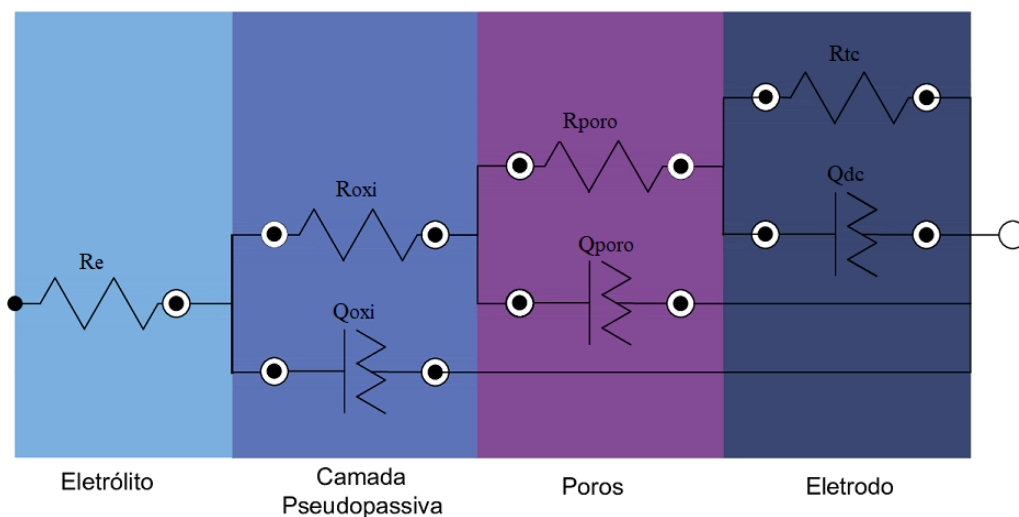 Rtc
Rporo
Qdc
Roxi
Qporo
Re
Qoxi
Eletrólito
Camada
Pseudopassiva
Poros
Eletrodo